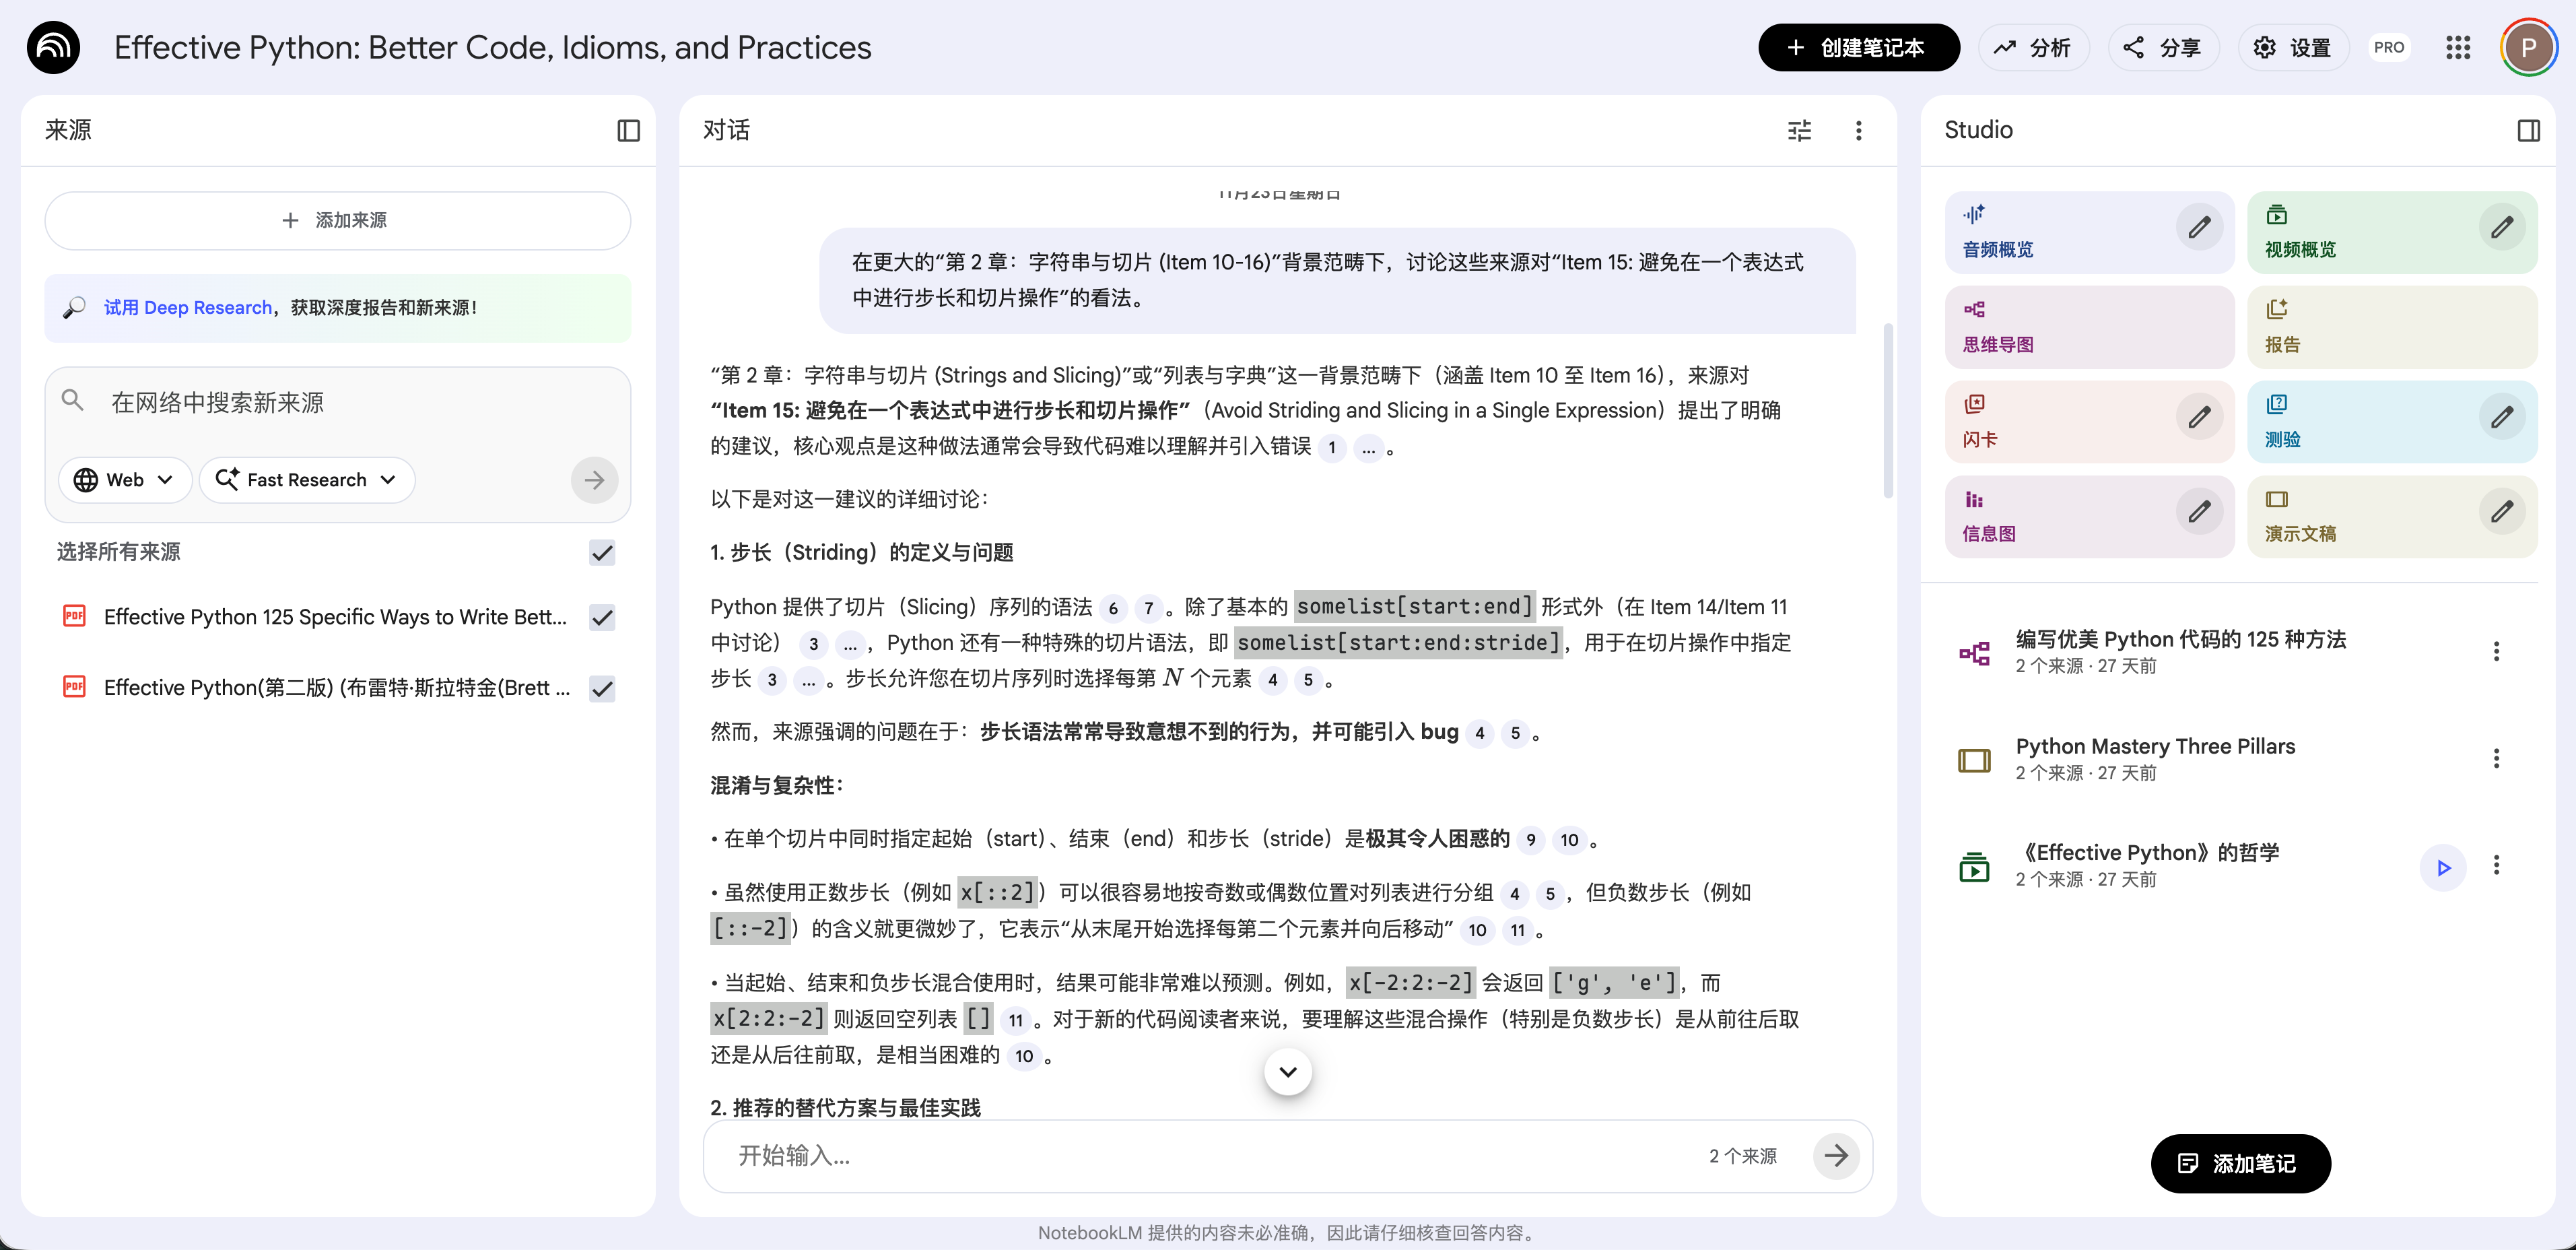 Effective Python: Better Code, Idioms, and Practices
创建笔记本
分析
分享
设置
PRO
P
来源
添加来源
试用 Deep Research，获取深度报告和新来源！
在网络中搜索新来源
Web
Fast Research
选择所有来源
PDF Effective Python 125 Specific Ways to Write Bett...
PDF Effective Python(第二版) (布雷特·斯拉特金(Brett ...
对话
11月23日星期日
在更大的“第 2 章：字符串与切片 (Item 10-16)”背景范畴下，讨论这些来源对“Item 15: 避免在一个表达式
中进行步长和切片操作”的看法。
“第 2 章：字符串与切片 (Strings and Slicing)”或“列表与字典”这一背景范畴下（涵盖 Item 10 至 Item 16），来源对
“Item 15: 避免在一个表达式中进行步长和切片操作”（Avoid Striding and Slicing in a Single Expression）提出了明确
的建议，核心观点是这种做法通常会导致代码难以理解并引入错误 1 ... 。
以下是对这一建议的详细讨论：
1. 步长（Striding）的定义与问题
Python 提供了切片（Slicing）序列的语法 6 7 。除了基本的 somelist[start:end] 形式外（在 Item 14/Item 11
中讨论） 3 ... ，Python 还有一种特殊的切片语法，即 somelist[start:end:stride]，用于在切片操作中指定
步长 3 ... 。步长允许您在切片序列时选择每第 N 个元素 4 5 。
然而，来源强调的问题在于：步长语法常常导致意想不到的行为，并可能引入 bug 4 5 。
混淆与复杂性：
• 在单个切片中同时指定起始（start）、结束（end）和步长（stride）是极其令人困惑的 9 10 。
• 虽然使用正数步长（例如 x[::2]）可以很容易地按奇数或偶数位置对列表进行分组 4 5 ，但负数步长（例如
[::-2]）的含义就更微妙了，它表示“从末尾开始选择每第二个元素并向后移动” 10 11 。
• 当起始、结束和负步长混合使用时，结果可能非常难以预测。例如，x[-2:2:-2] 会返回 ['g', 'e']，而
x[2:2:-2] 则返回空列表 [] 11 。对于新的代码阅读者来说，要理解这些混合操作（特别是负数步长）是从前往后取
还是从后往前取，是相当困难的 10 。
2. 推荐的替代方案与最佳实践
开始输入...
2 个来源
NotebookLM 提供的内容未必准确，因此请仔细核查回答内容。
Studio
音频概览
视频概览
思维导图
报告
闪卡
测验
信息图
演示文稿
编写优美 Python 代码的 125 种方法
2 个来源 · 27 天前
Python Mastery Three Pillars
2 个来源 · 27 天前
《Effective Python》的哲学
2 个来源 · 27 天前
添加笔记